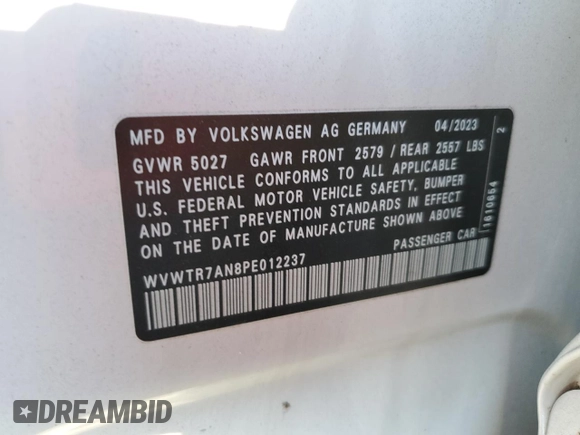 MFD BY VOLKSWAGEN AG GERMANY 04/2023
GVWR 5027 GAWR FRONT 2579 / REAR 2557 LBS
THIS VEHICLE CONFORMS TO ALL APPLICABLE
U.S. FEDERAL MOTOR VEHICLE SAFETY, BUMPER
AND THEFT PREVENTION STANDARDS IN EFFECT
ON THE DATE OF MANUFACTURE SHOWN ABOVE
WVWTR7AN8PE012237 PASSENGER CAR
1610654 2
DREAMBID